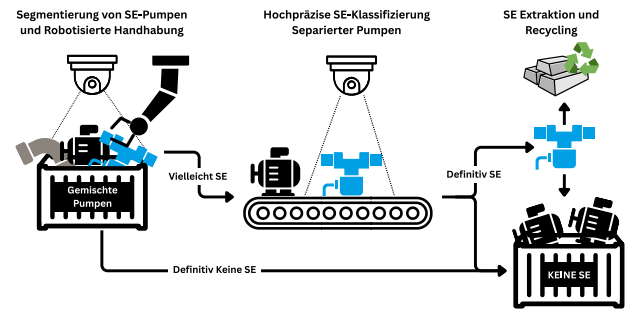 Segmentierung von SE-Pumpen
und Robotisierte Handhabung
Hochpräzise SE-Klassifizierung
Separierter Pumpen
SE Extraktion und
Recycling
Gemischte
Pumpen
Vielleicht SE
Definitiv SE
Definitiv Keine SE
KEINE SE